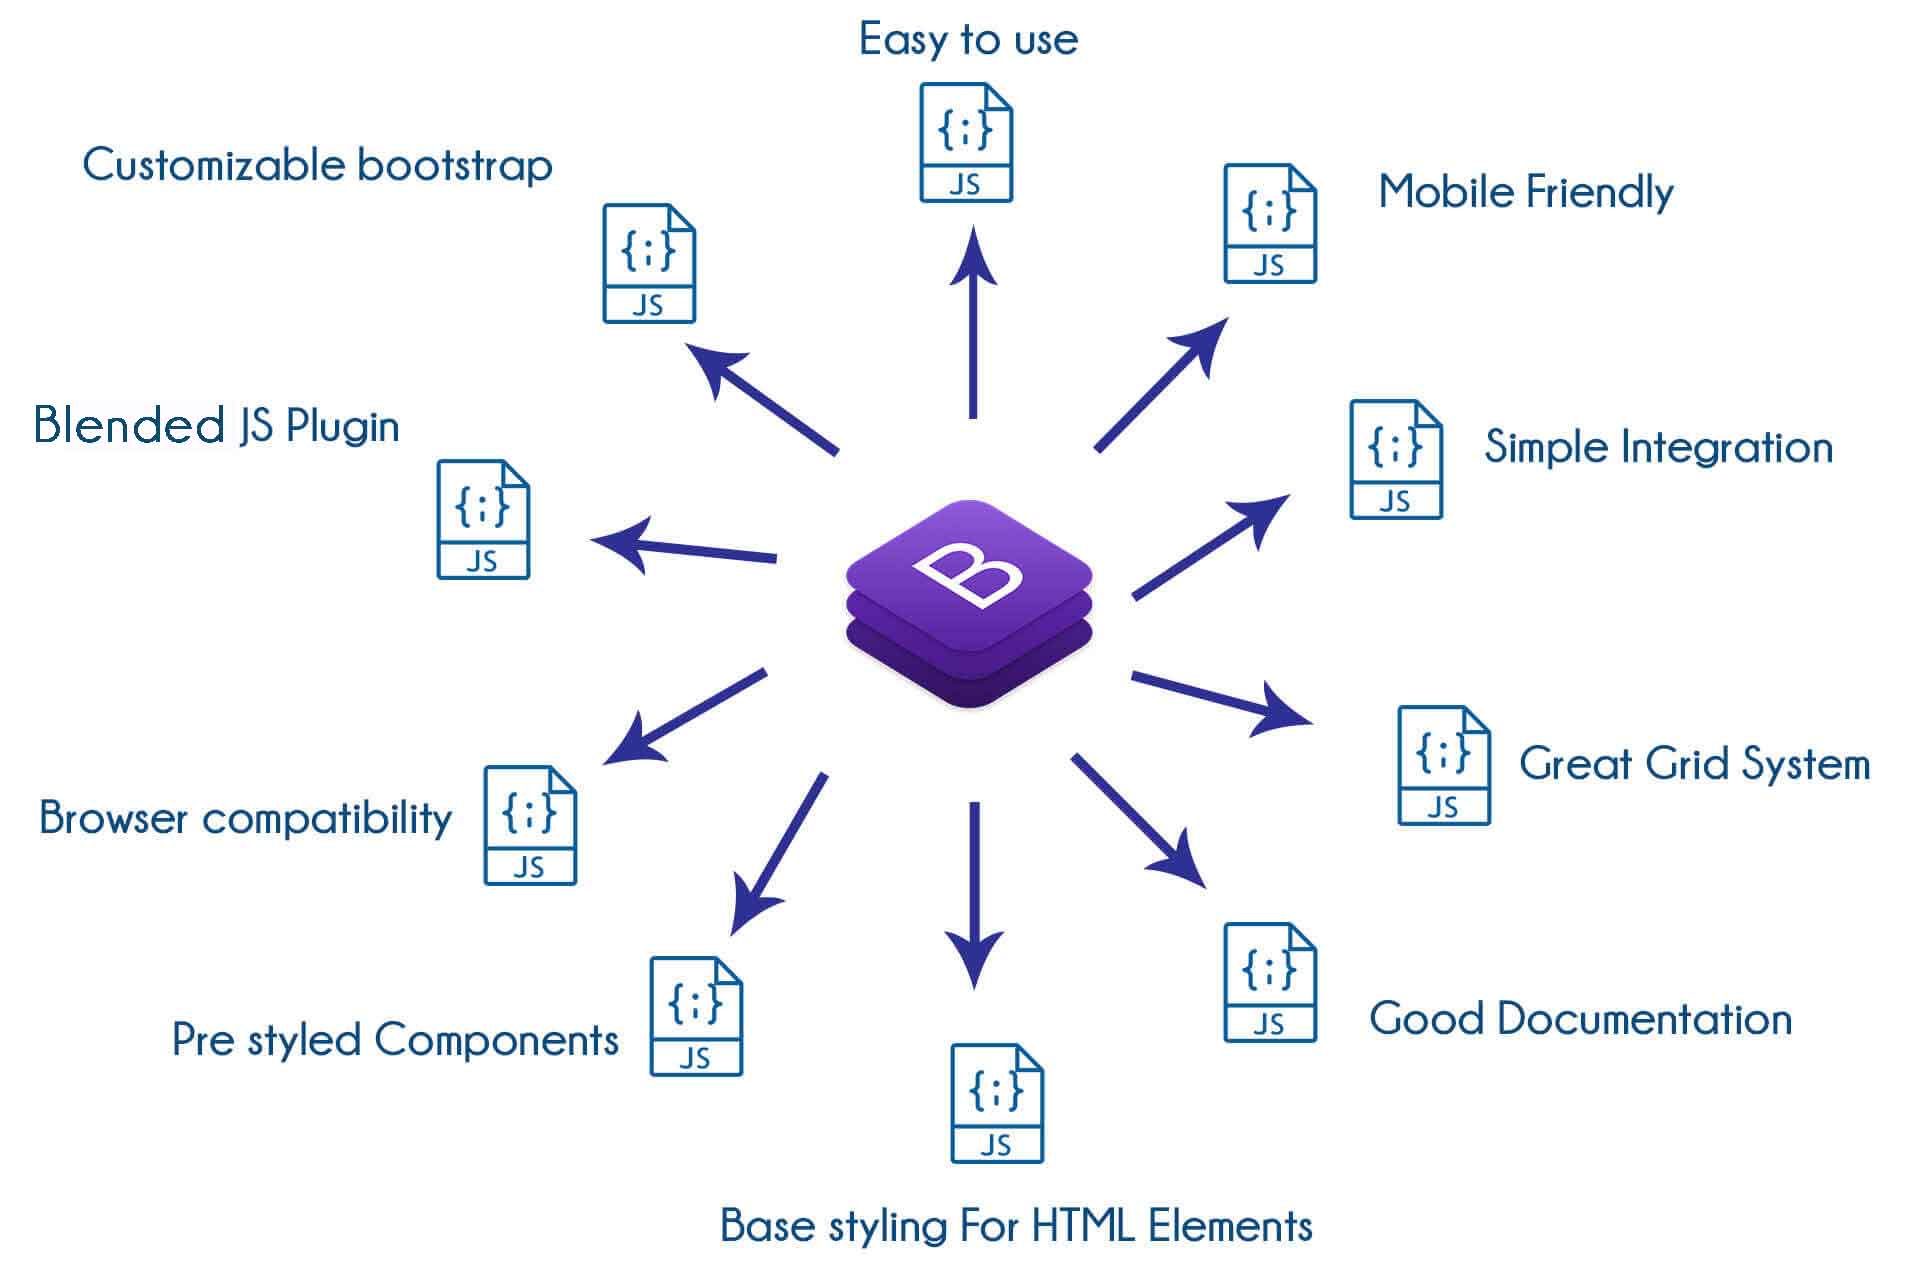 Easy to use
{;}
JS
Customizable bootstrap
{;}
JS
Mobile Friendly
{;}
JS
Blended JS Plugin
{;}
JS
Simple Integration
{;}
JS
B
Browser compatibility
{;}
JS
Great Grid System
{;}
JS
Pre styled Components
{;}
JS
Good Documentation
{;}
JS
{;}
JS
Base styling For HTML Elements